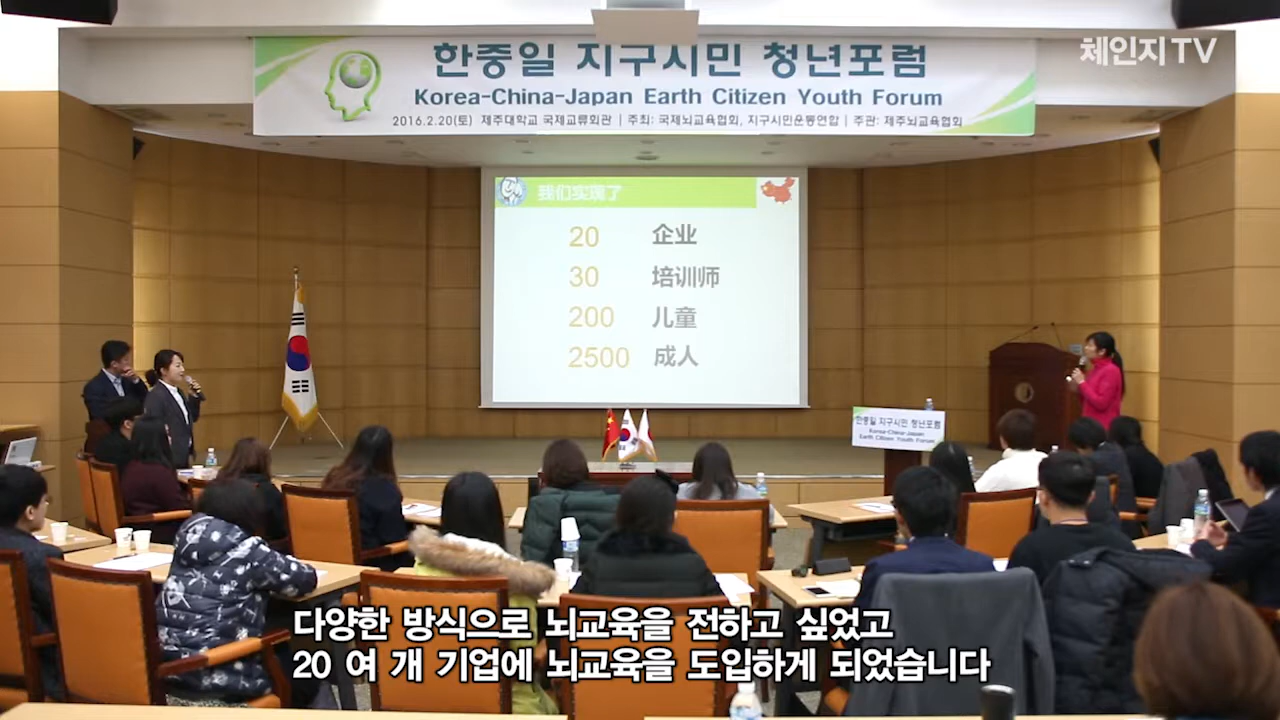 체인지TV
한중일 지구시민 청년포럼
Korea-China-Japan Earth Citizen Youth Forum
2016.2.20(토) 제주대학교 국제교류회관 | 주최: 국제뇌교육협회, 지구시민운동연합 | 주관: 제주뇌교육협회
我们实现了
20 企业
30 培训师
200 儿童
2500 成人
한중일 지구시민 청년포럼
Korea-China-Japan
Earth Citizen Youth Forum
다양한 방식으로 뇌교육을 전하고 싶었고
20 여 개 기업에 뇌교육을 도입하게 되었습니다